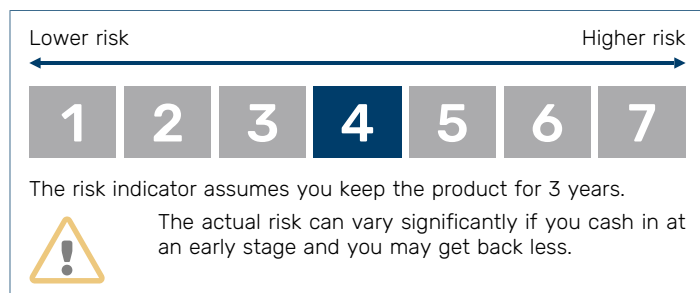 Lower risk Higher risk
1 2 3 4 5 6 7
The risk indicator assumes you keep the product for 3 years.
The actual risk can vary significantly if you cash in at
an early stage and you may get back less.